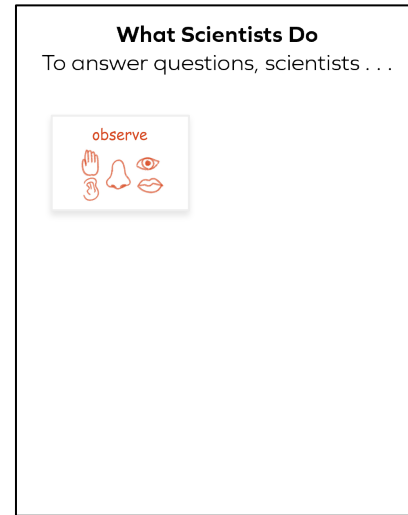 What Scientists Do
To answer questions, scientists . . .
observe